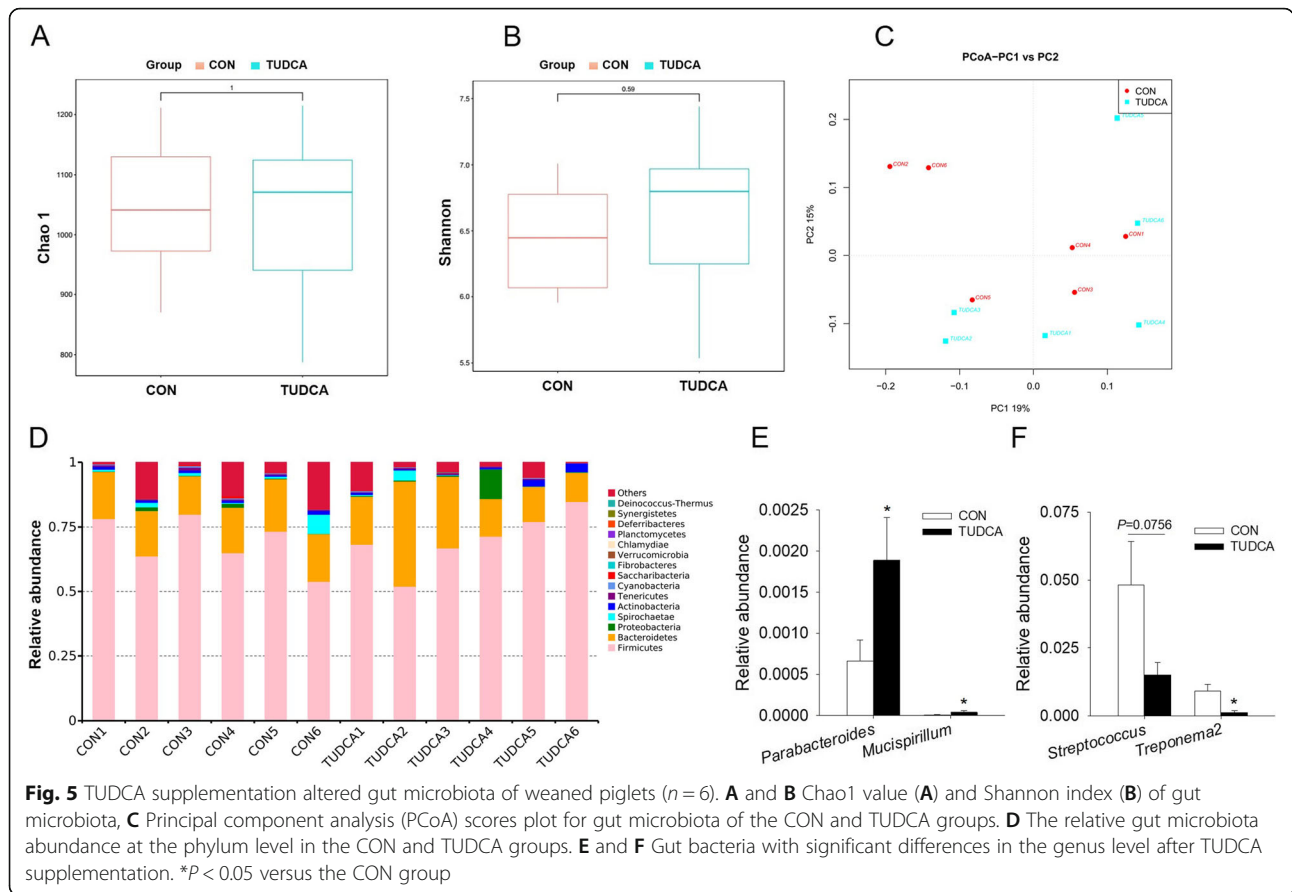 A
Group CON TUDCA
1
1200
1100
1000
900
800
Chao 1
CON TUDCA
B
Group CON TUDCA
0.59
7.5
7.0
6.5
6.0
5.5
Shannon
CON TUDCA
C
PCoA-PC1 vs PC2
CON
TUDCA
CON2
CON6
TUDCA5
CON1
CON4
CON3
CON5
TUDCA3
TUDCA2
TUDCA1
TUDCA4
0.2
0.1
0.0
-0.1
PC2 15%
-0.2 -0.1 0.0 0.1
PC1 19%
D
1
0.75
0.5
0.25
0
Relative abundance
CON1 CON2 CON3 CON4 CON5 CON6 TUDCA1 TUDCA2 TUDCA3 TUDCA4 TUDCA5 TUDCA6
Others
Deinococcus-Thermus
Synergistetes
Deferribacteres
Planctomycetes
Chlamydiae
Verrucomicrobia
Fibrobacteres
Saccharibacteria
Cyanobacteria
Tenericutes
Actinobacteria
Spirochaetae
Proteobacteria
Bacteroidetes
Firmicutes
E
0.0025
0.0020
0.0015
0.0010
0.0005
0.0000
Relative abundance
*
CON
TUDCA
*
Parabacteroides Mucispirillum
F
0.075
0.050
0.025
0.000
Relative abundance
P=0.0756
CON
TUDCA
*
Streptococcus Treponema2
Fig. 5 TUDCA supplementation altered gut microbiota of weaned piglets (n = 6). A and B Chao1 value (A) and Shannon index (B) of gut
microbiota, C Principal component analysis (PCoA) scores plot for gut microbiota of the CON and TUDCA groups. D The relative gut microbiota
abundance at the phylum level in the CON and TUDCA groups. E and F Gut bacteria with significant differences in the genus level after TUDCA
supplementation. *P < 0.05 versus the CON group